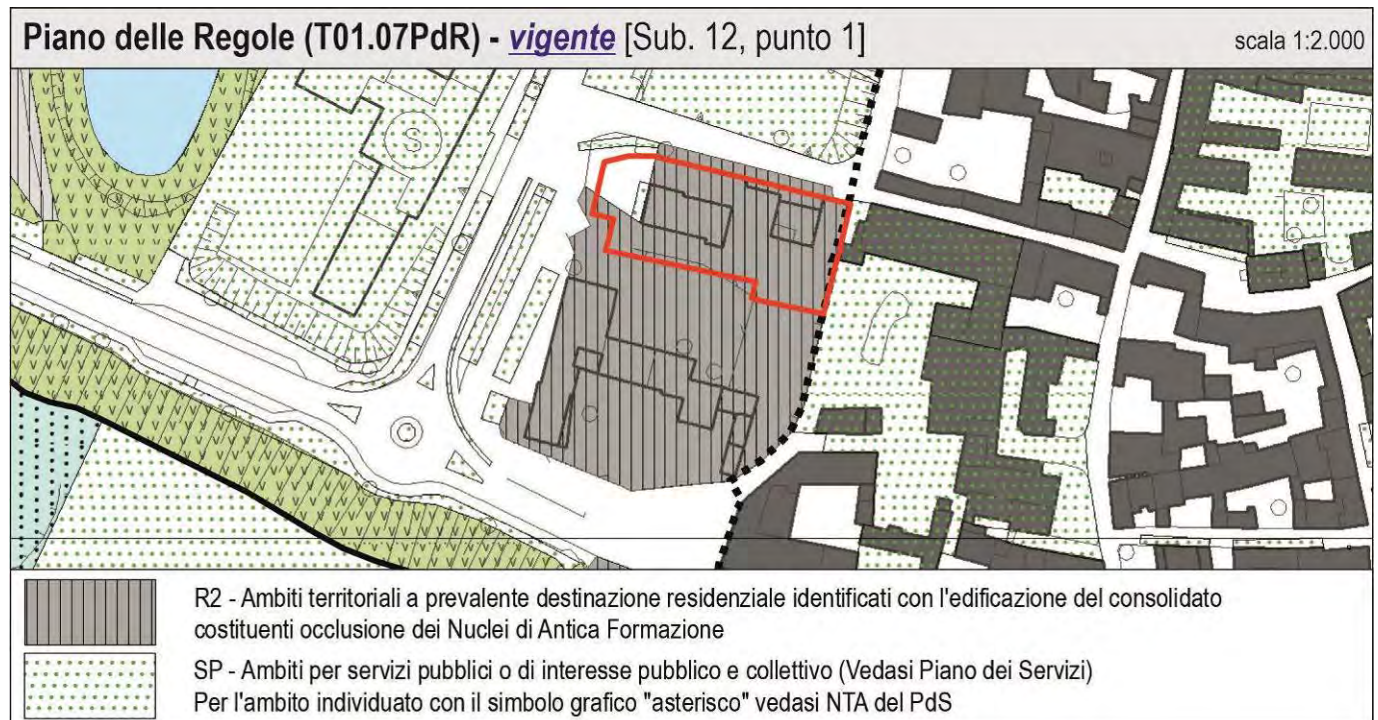 Piano delle Regole (T01.07PdR) - vigente [Sub. 12, punto 1]
scala 1:2.000
S
R2 - Ambiti territoriali a prevalente destinazione residenziale identificati con l'edificazione del consolidato
costituenti occlusione dei Nuclei di Antica Formazione
SP - Ambiti per servizi pubblici o di interesse pubblico e collettivo (Vedasi Piano dei Servizi)
Per l'ambito individuato con il simbolo grafico "asterisco" vedasi NTA del PdS